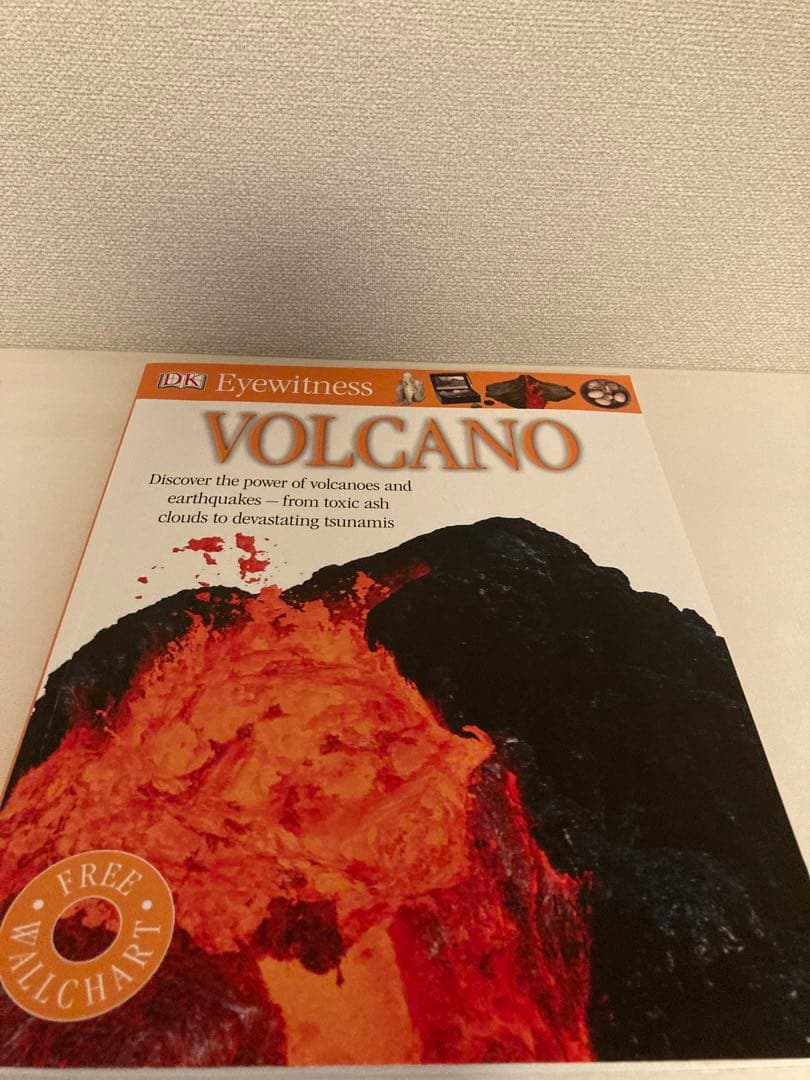 DK Eyewitness
VOLCANO
Discover the power of volcanoes and
earthquakes – from toxic ash
clouds to devastating tsunamis
FREE
WALLCHART